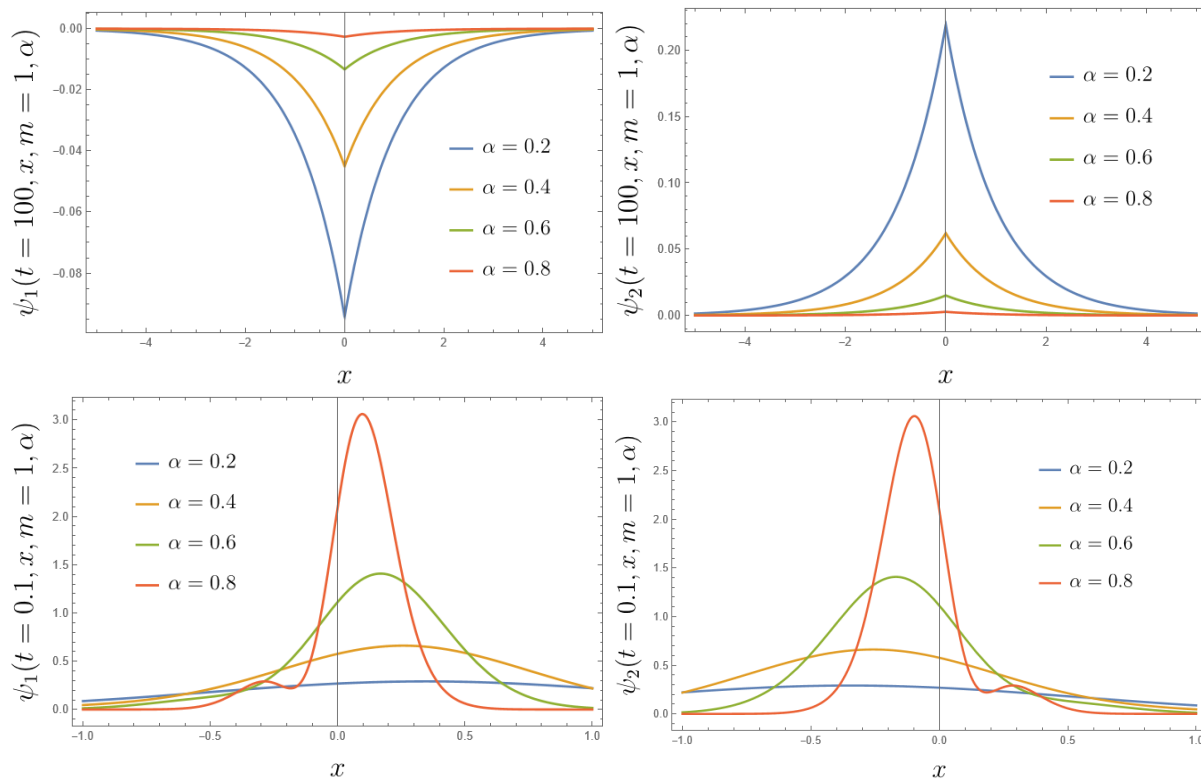 ψ₁(t = 100, x, m = 1, α)
0.00
−0.02
−0.04
−0.06
−0.08
−4
−2
0
2
4
x
α = 0.2
α = 0.4
α = 0.6
α = 0.8
ψ₂(t = 100, x, m = 1, α)
0.20
0.15
0.10
0.05
0.00
−4
−2
0
2
4
x
α = 0.2
α = 0.4
α = 0.6
α = 0.8
ψ₁(t = 0.1, x, m = 1, α)
3.0
2.5
2.0
1.5
1.0
0.5
0.0
−1.0
−0.5
0.0
0.5
1.0
x
α = 0.2
α = 0.4
α = 0.6
α = 0.8
ψ₂(t = 0.1, x, m = 1, α)
3.0
2.5
2.0
1.5
1.0
0.5
0.0
−1.0
−0.5
0.0
0.5
1.0
x
α = 0.2
α = 0.4
α = 0.6
α = 0.8